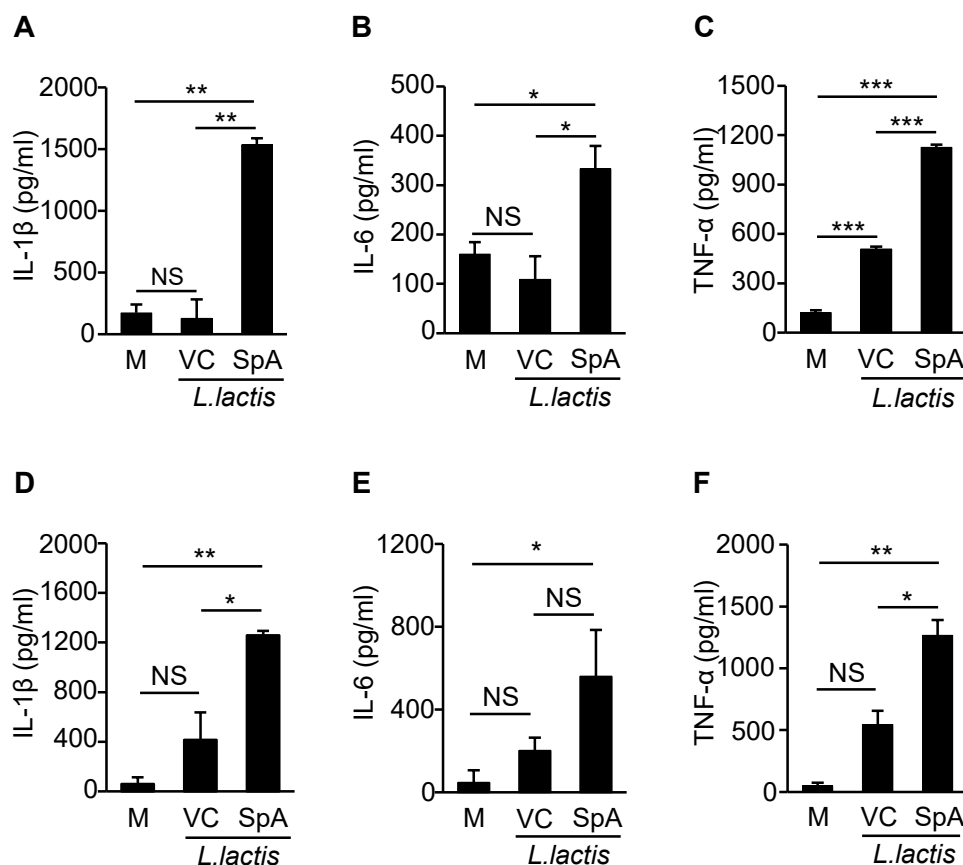 A
IL-1β (pg/ml)
2000
1500
1000
500
0
**
**
NS
M VC SpA
L.lactis
B
IL-6 (pg/ml)
500
400
300
200
100
0
*
*
NS
M VC SpA
L.lactis
C
TNF-α (pg/ml)
1500
1200
900
600
300
0
***
***
***
M VC SpA
L.lactis
D
IL-1β (pg/ml)
2000
1600
1200
800
400
0
**
*
NS
M VC SpA
L.lactis
E
IL-6 (pg/ml)
1200
800
400
0
*
NS
NS
M VC SpA
L.lactis
F
TNF-α (pg/ml)
2000
1500
1000
500
0
**
*
NS
M VC SpA
L.lactis